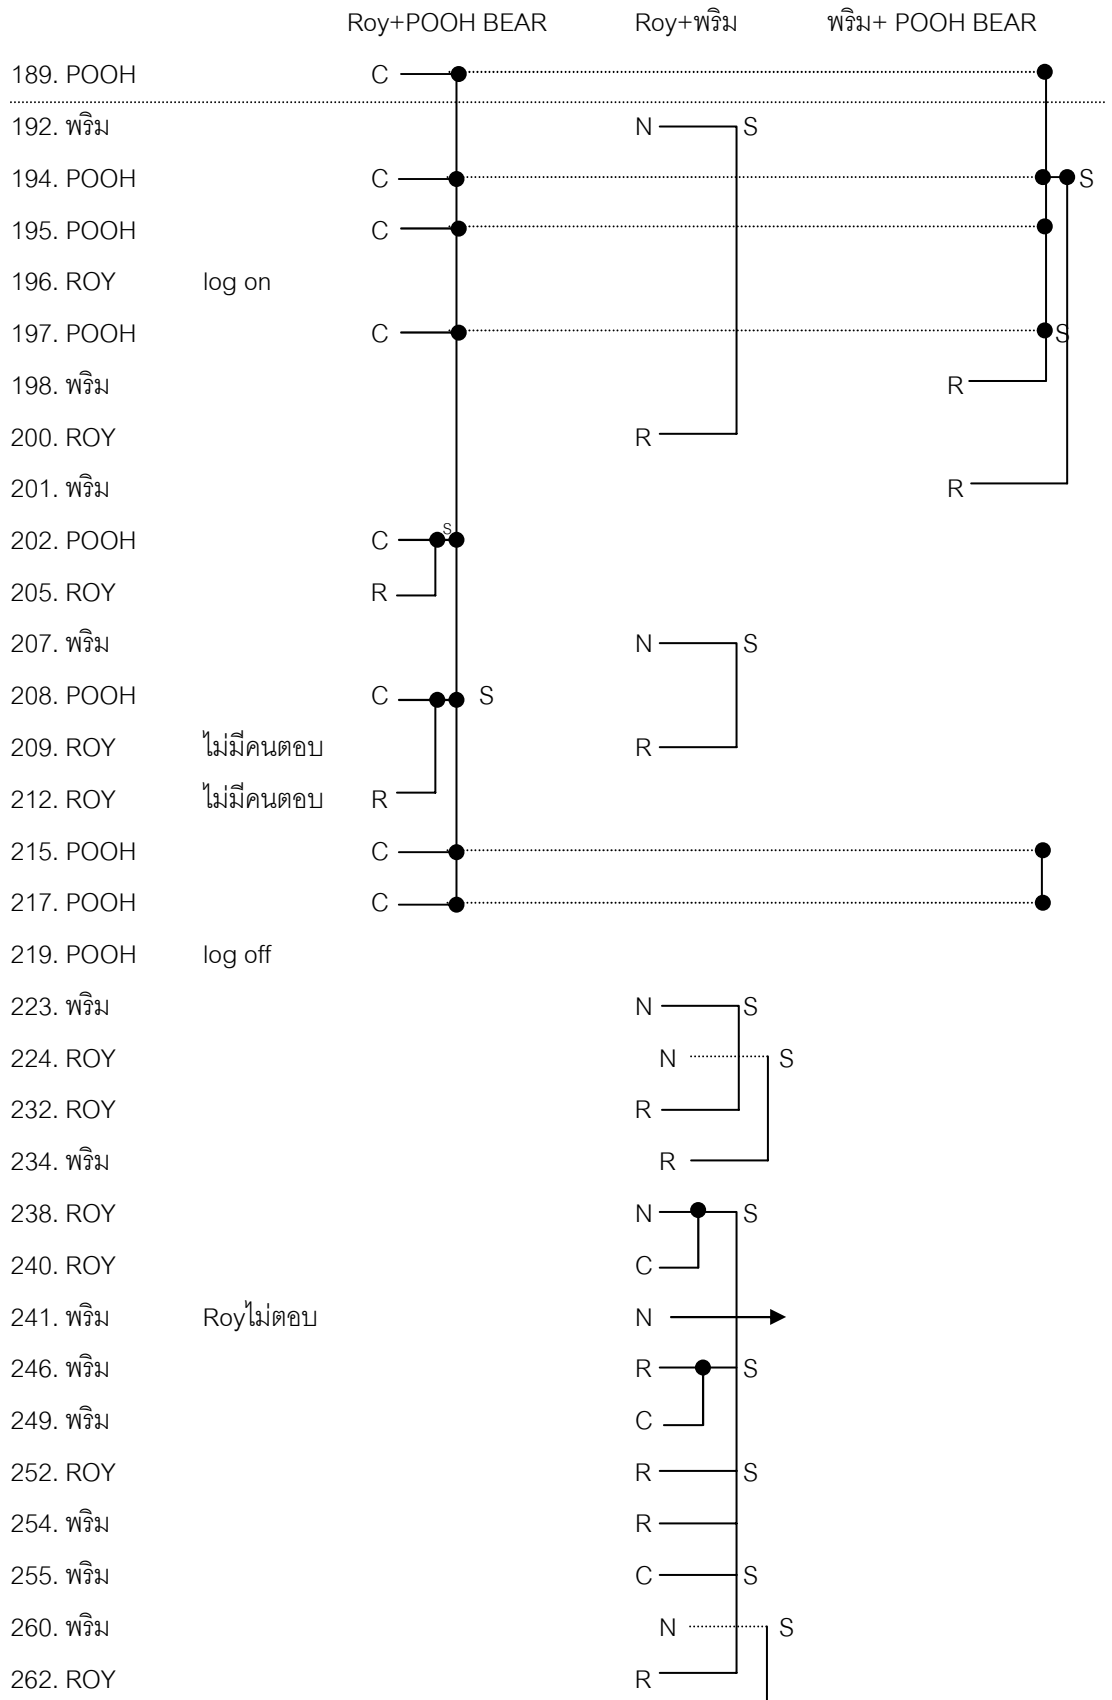 Roy+POOH BEAR Roy+พริม พริม+ POOH BEAR
189. POOH C
192. พริม N S
194. POOH C S
195. POOH C
196. ROY log on
197. POOH C S
198. พริม R
200. ROY R
201. พริม R
202. POOH C S
205. ROY R
207. พริม N S
208. POOH C S
209. ROY ไม่มีคนตอบ R
212. ROY ไม่มีคนตอบ R
215. POOH C
217. POOH C
219. POOH log off
223. พริม N S
224. ROY N S
232. ROY R
234. พริม R
238. ROY N S
240. ROY C
241. พริม Royไม่ตอบ N
246. พริม R S
249. พริม C
252. ROY R S
254. พริม R
255. พริม C S
260. พริม N S
262. ROY R